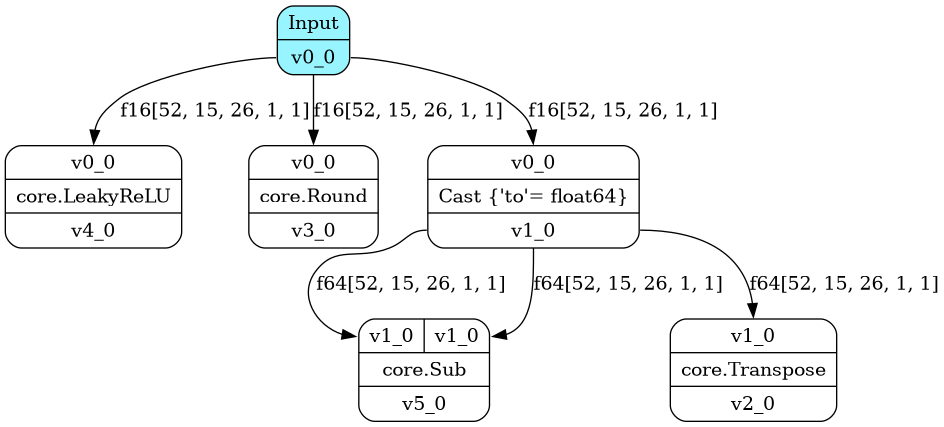 Input
v0_0
f16[52, 15, 26, 1, 1]
f16[52, 15, 26, 1, 1]
f16[52, 15, 26, 1, 1]
v0_0
core.LeakyReLU
v4_0
v0_0
core.Round
v3_0
v0_0
Cast {'to'= float64}
v1_0
f64[52, 15, 26, 1, 1]
f64[52, 15, 26, 1, 1]
f64[52, 15, 26, 1, 1]
v1_0 v1_0
core.Sub
v5_0
v1_0
core.Transpose
v2_0